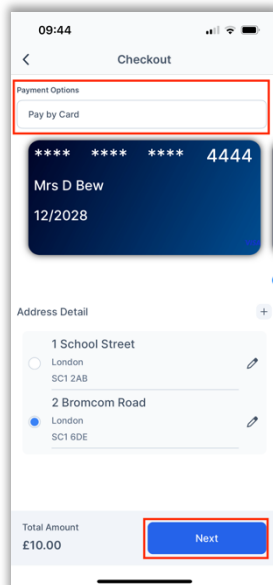 09:44
Checkout
Payment Options
Pay by Card
**** **** **** 4444
Mrs D Bew
12/2028
Address Detail
1 School Street
London
SC1 2AB
2 Bromcom Road
London
SC1 6DE
Total Amount
£10.00
Next